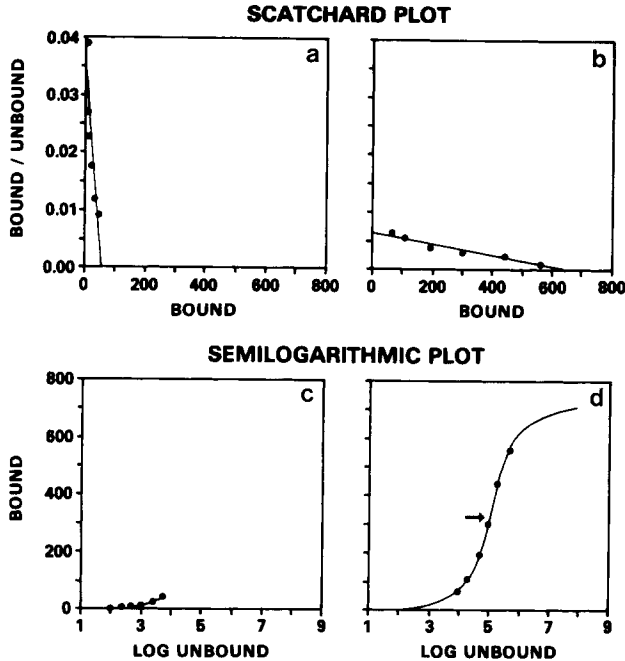 SCATCHARD PLOT
a
b
0.04
0.03
0.02
0.01
0.00
BOUND / UNBOUND
0 200 400 600 800
0 200 400 600 800
BOUND
BOUND
SEMILOGARITHMIC PLOT
c
d
800
600
400
200
0
BOUND
1 3 5 7 9
1 3 5 7 9
LOG UNBOUND
LOG UNBOUND